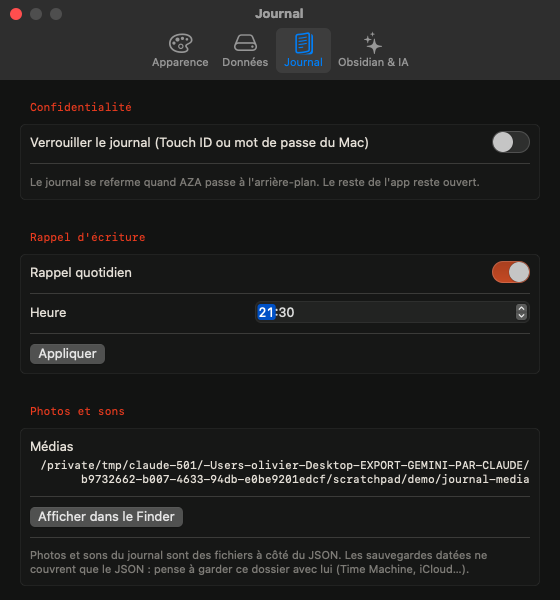 Journal
Apparence
Données
Journal
Obsidian & IA
Confidentialité
Verrouiller le journal (Touch ID ou mot de passe du Mac)
Le journal se referme quand AZA passe à l'arrière-plan. Le reste de l'app reste ouvert.
Rappel d'écriture
Rappel quotidien
Heure
21:30
Appliquer
Photos et sons
Médias
/private/tmp/claude-501/-Users-olivier-Desktop-EXPORT-GEMINI-PAR-CLAUDE/
b9732662-b007-4633-94db-e0be9201edcf/scratchpad/demo/journal-media
Afficher dans le Finder
Photos et sons du journal sont des fichiers à côté du JSON. Les sauvegardes datées ne
couvrent que le JSON : pense à garder ce dossier avec lui (Time Machine, iCloud…).